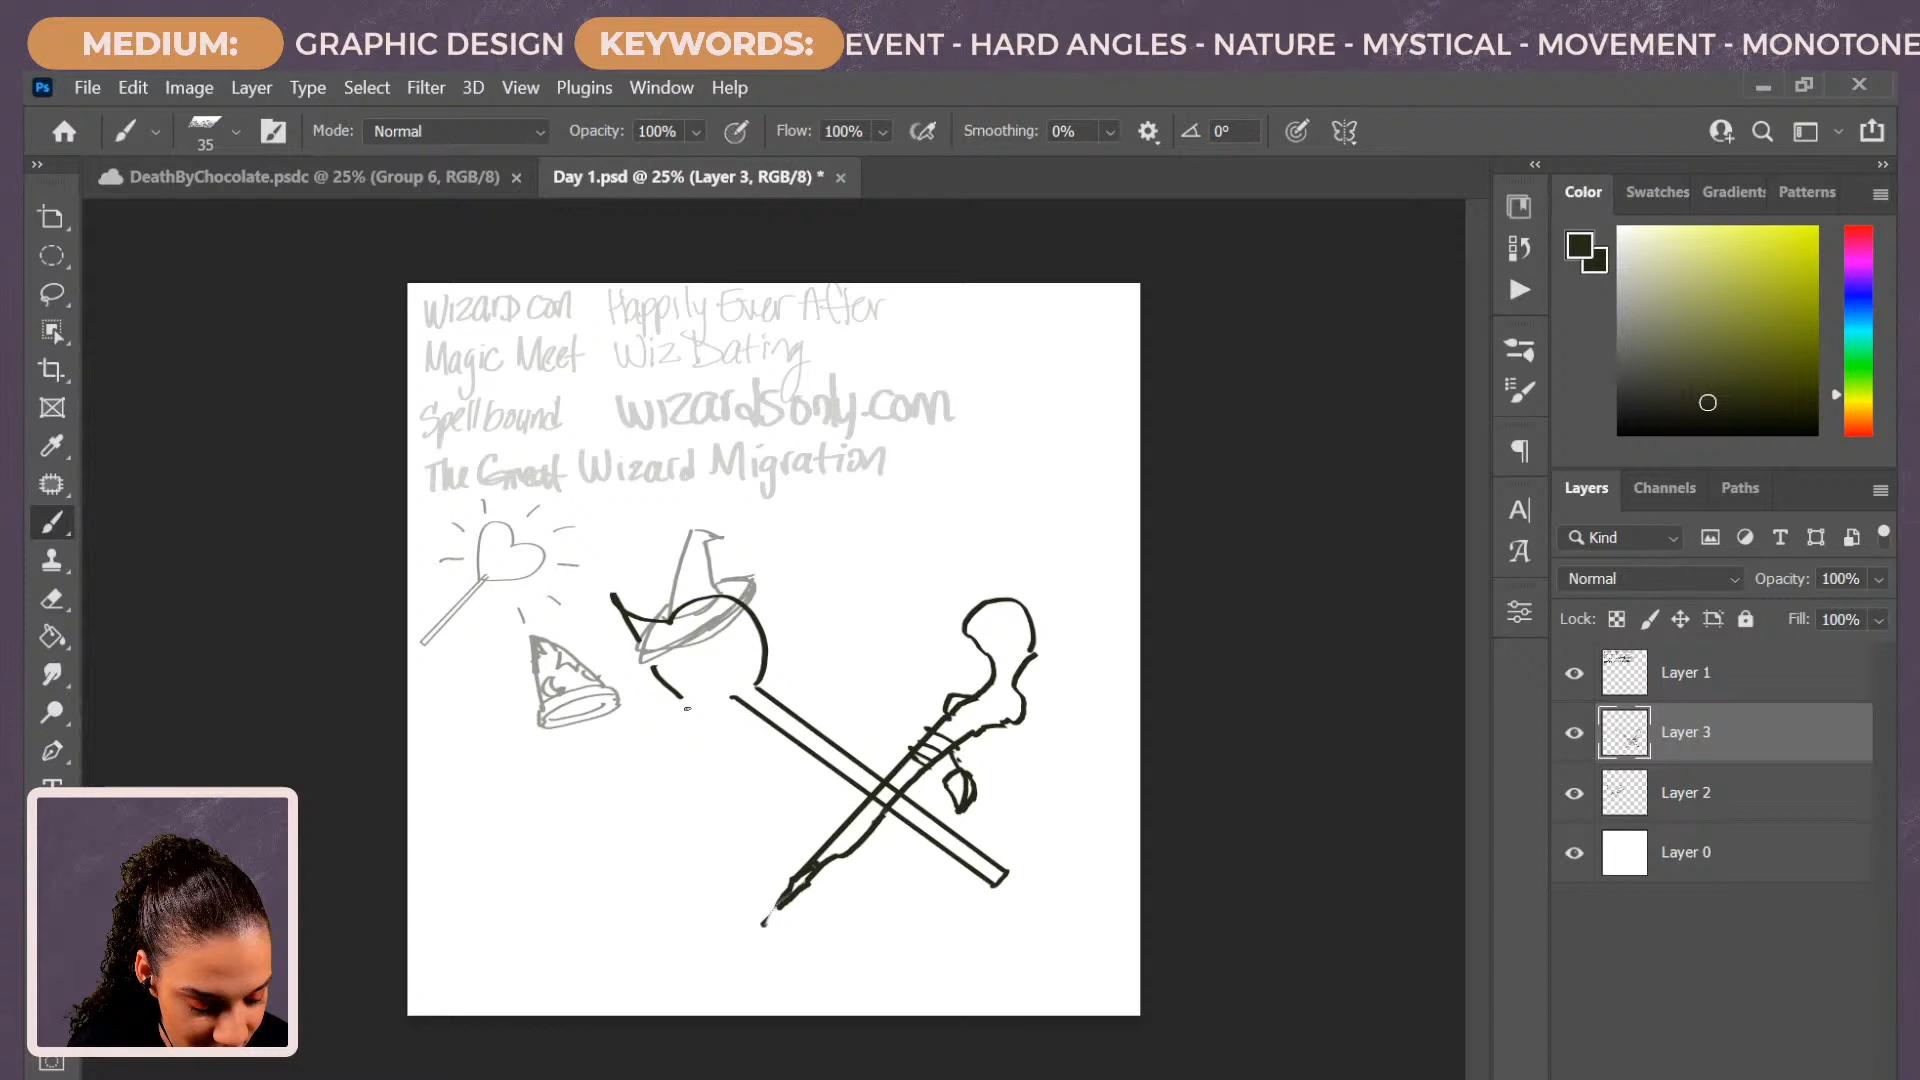 MEDIUM: GRAPHIC DESIGN KEYWORDS: EVENT - HARD ANGLES - NATURE - MYSTICAL - MOVEMENT - MONOTONE
Ps File Edit Image Layer Type Select Filter 3D View Plugins Window Help
35 Mode: Normal Opacity: 100% Flow: 100% Smoothing: 0% 0°
DeathByChocolate.psdc @ 25% (Group 6, RGB/8) × Day 1.psd @ 25% (Layer 3, RGB/8) * ×
Color Swatches Gradients Patterns
Wizard con Happily Ever After
Magic Meet Wiz Dating
Spellbound wizardsonly.com
The Great Wizard Migration
Layers Channels Paths
Kind
Normal Opacity: 100%
Lock: Fill: 100%
Layer 1
Layer 3
Layer 2
Layer 0